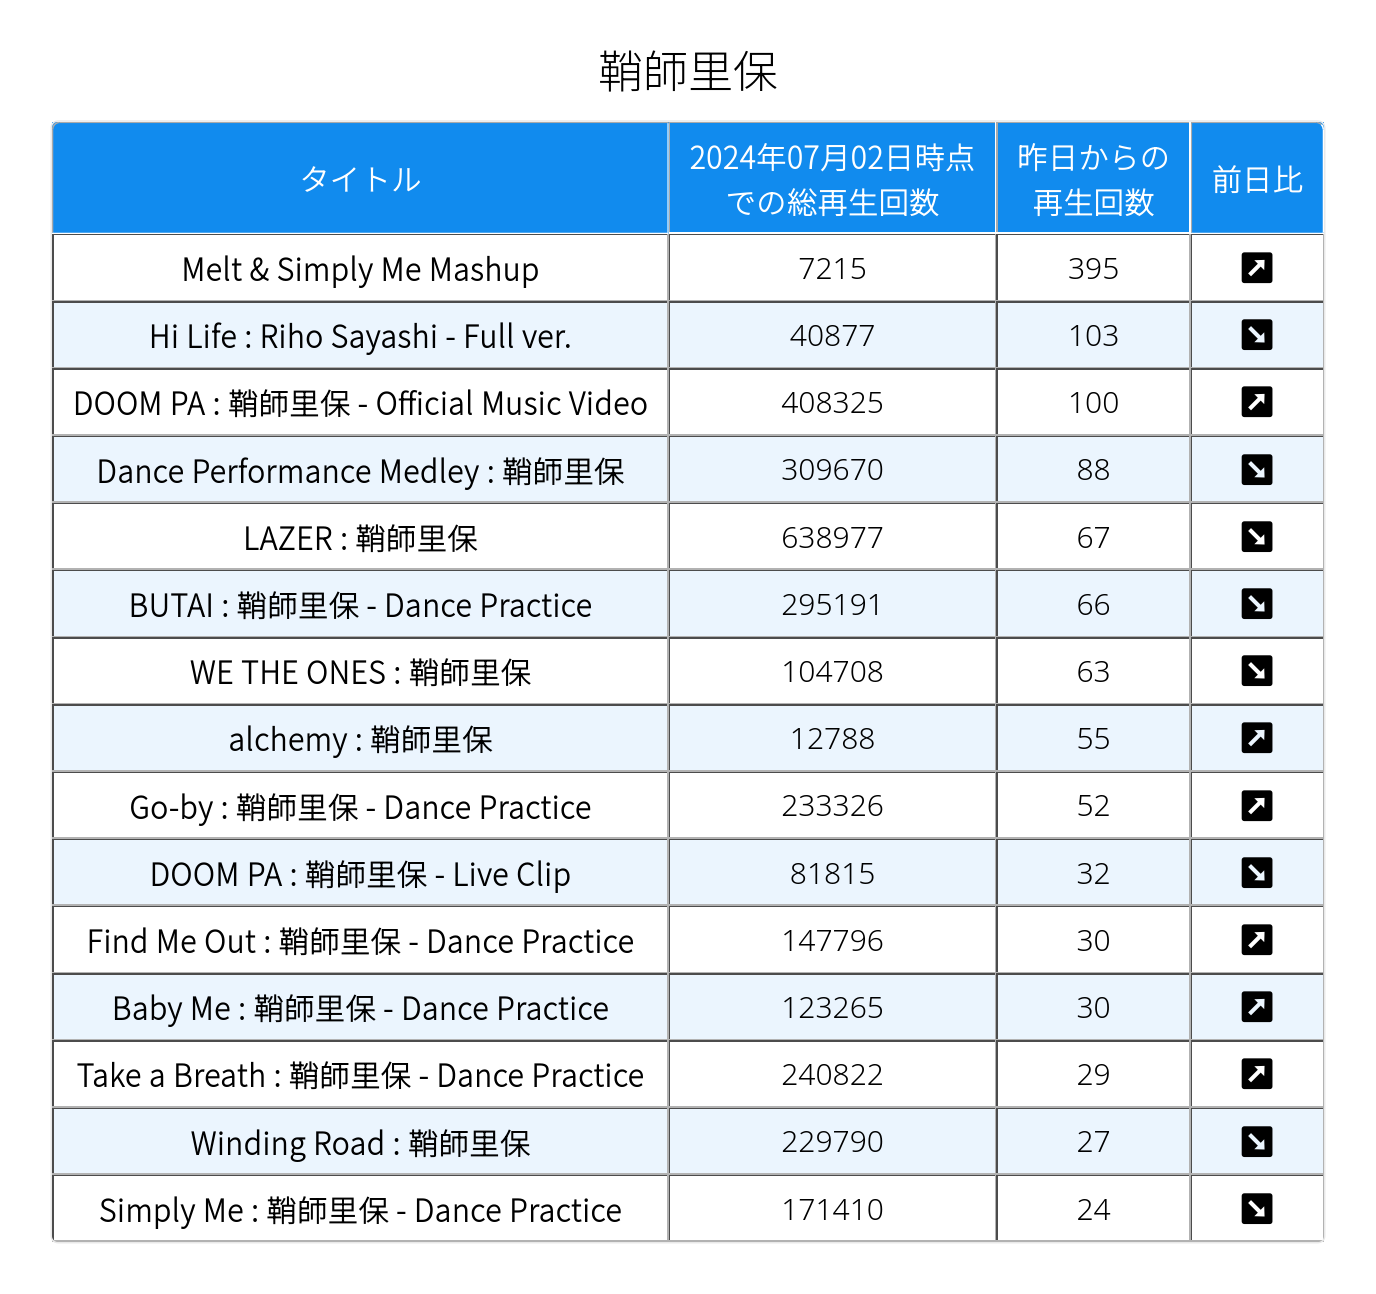 鞘師里保
タイトル 2024年07月02日時点での総再生回数 昨日からの再生回数 前日比
Melt & Simply Me Mashup 7215 395 ↗
Hi Life : Riho Sayashi - Full ver. 40877 103 ↘
DOOM PA : 鞘師里保 - Official Music Video 408325 100 ↗
Dance Performance Medley : 鞘師里保 309670 88 ↘
LAZER : 鞘師里保 638977 67 ↘
BUTAI : 鞘師里保 - Dance Practice 295191 66 ↘
WE THE ONES : 鞘師里保 104708 63 ↘
alchemy : 鞘師里保 12788 55 ↗
Go-by : 鞘師里保 - Dance Practice 233326 52 ↗
DOOM PA : 鞘師里保 - Live Clip 81815 32 ↘
Find Me Out : 鞘師里保 - Dance Practice 147796 30 ↗
Baby Me : 鞘師里保 - Dance Practice 123265 30 ↗
Take a Breath : 鞘師里保 - Dance Practice 240822 29 ↗
Winding Road : 鞘師里保 229790 27 ↘
Simply Me : 鞘師里保 - Dance Practice 171410 24 ↘